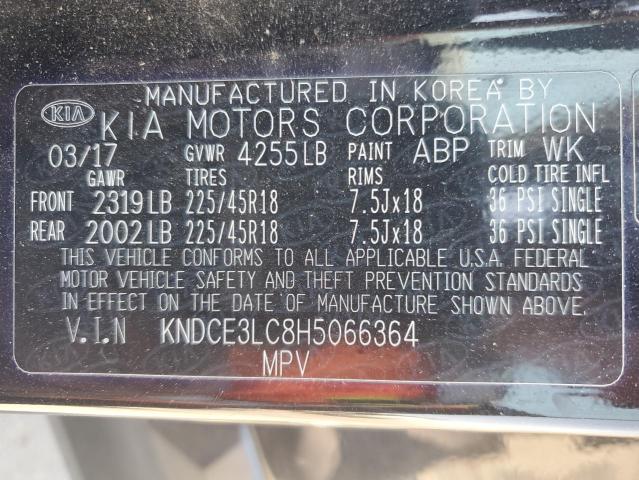 MANUFACTURED IN KOREA BY
KIA KIA MOTORS CORPORATION
03/17 GVWR 4255LB PAINT ABP TRIM WK
GAWR TIRES RIMS COLD TIRE INFL
FRONT 2319LB 225/45R18 7.5Jx18 36 PSI SINGLE
REAR 2002LB 225/45R18 7.5Jx18 36 PSI SINGLE
THIS VEHICLE CONFORMS TO ALL APPLICABLE U.S.A. FEDERAL
MOTOR VEHICLE SAFETY AND THEFT PREVENTION STANDARDS
IN EFFECT ON THE DATE OF MANUFACTURE SHOWN ABOVE.
V.I.N KNDCE3LC8H5066364
MPV